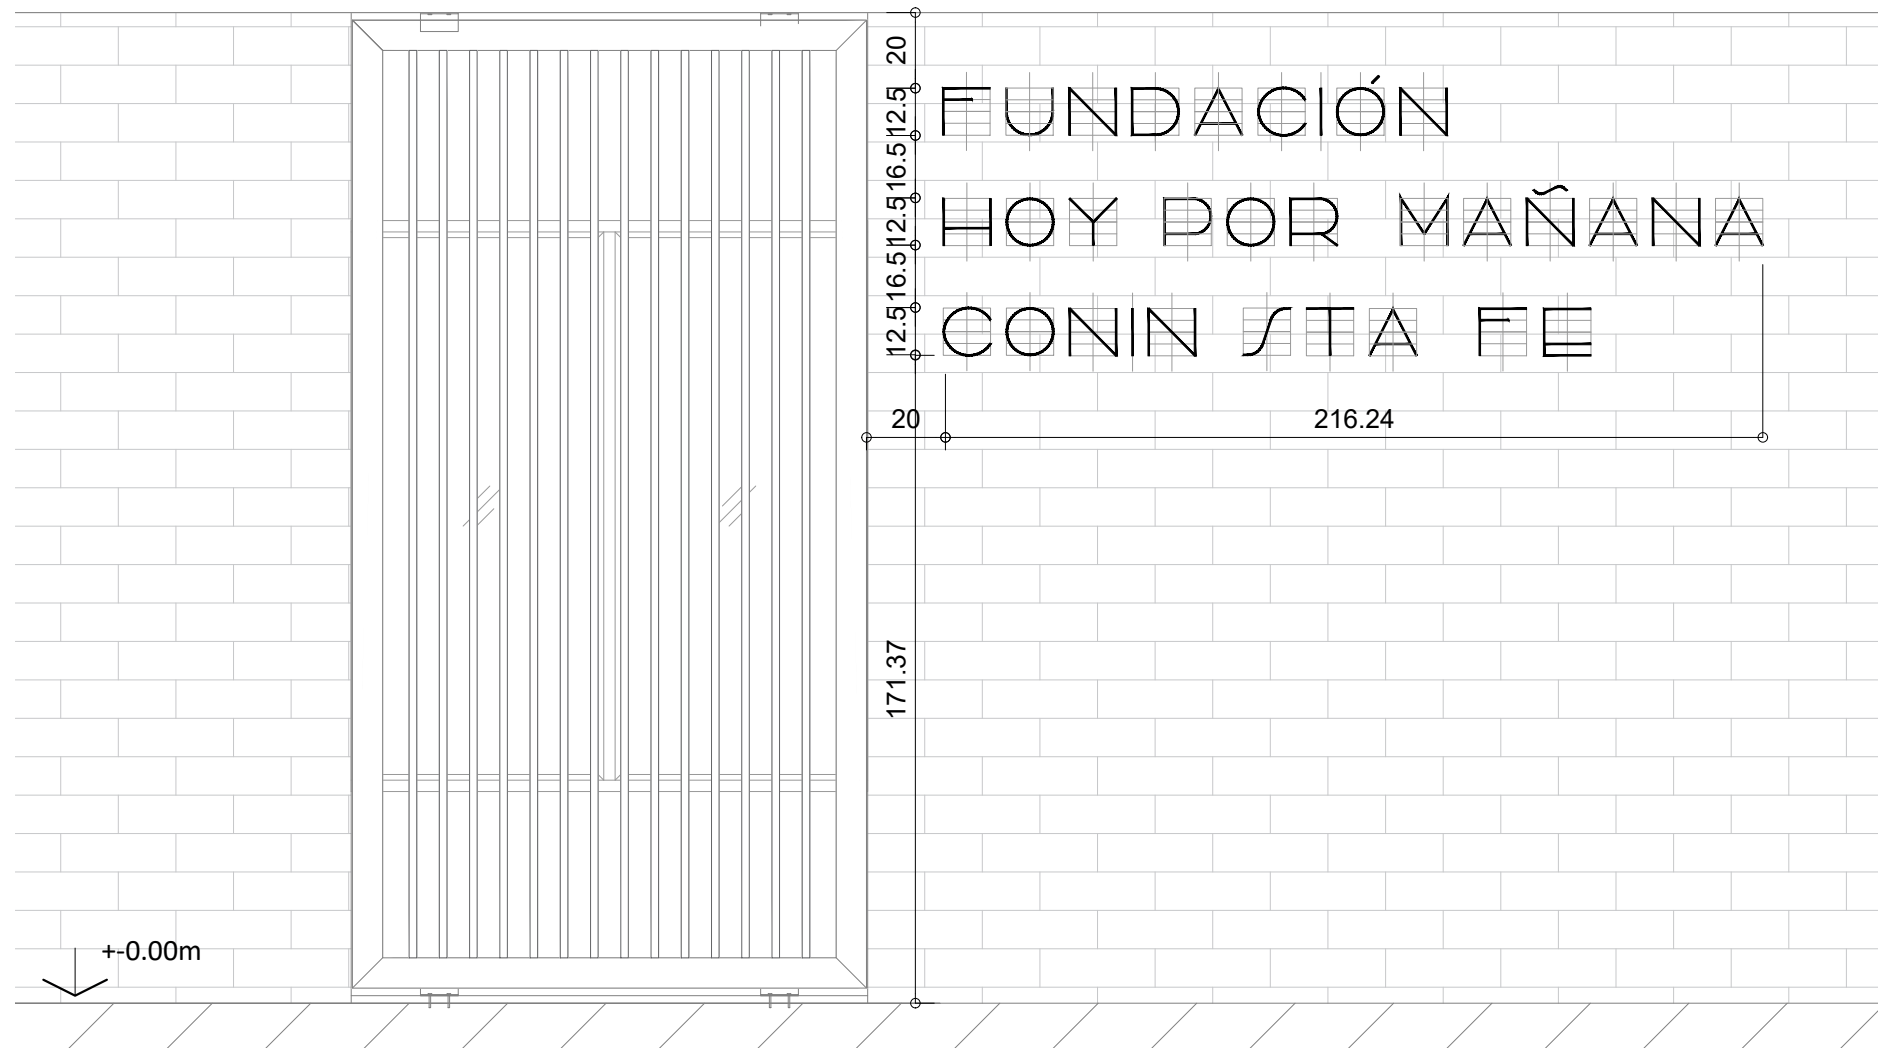 20
12.5
FUNDACIÓN
16.5
12.5
HOY POR MAÑANA
16.5
12.5
CONIN STA FE
20
216.24
171.37
+-0.00m